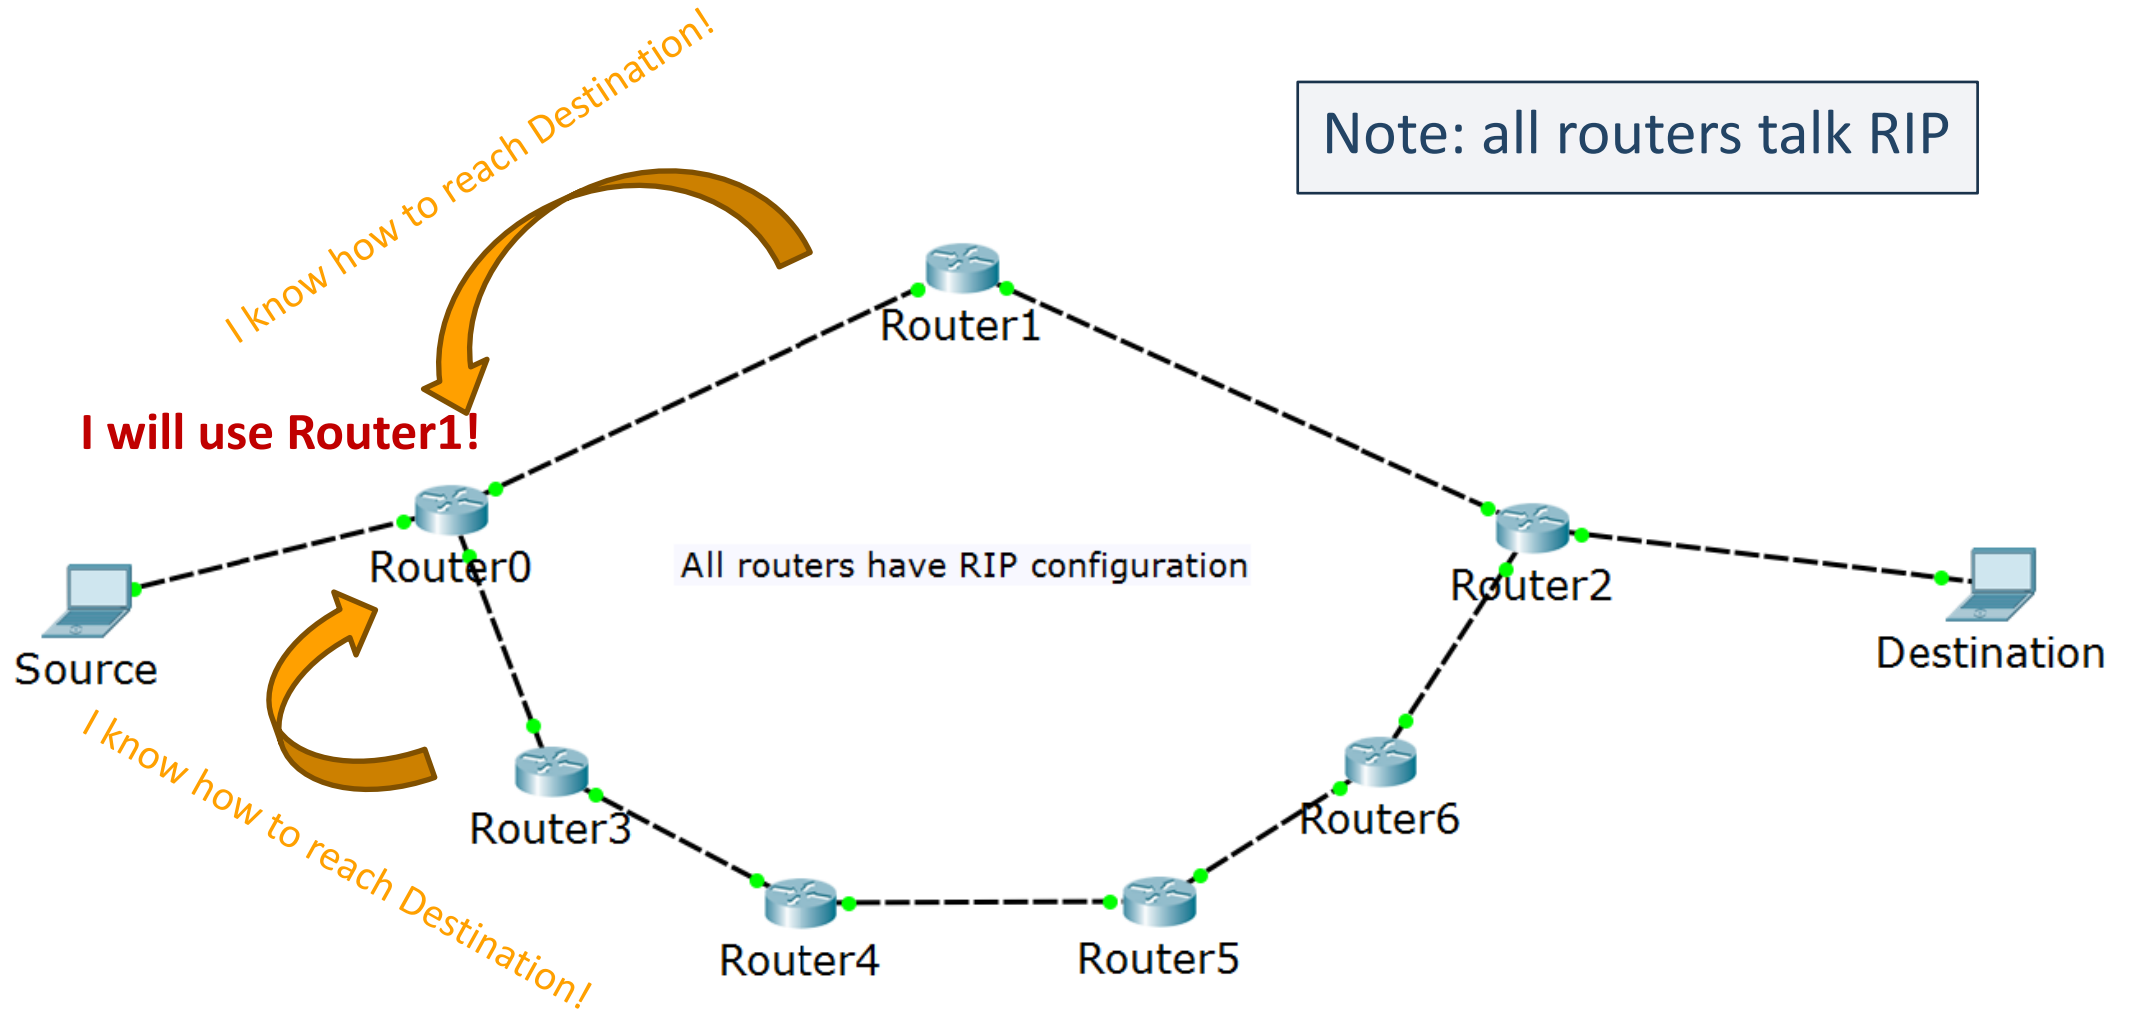 I know how to reach Destination!
Note: all routers talk RIP
Router1
I will use Router1!
Router0
All routers have RIP configuration
Router2
Source
Destination
I know how to reach Destination!
Router3
Router6
Router4
Router5